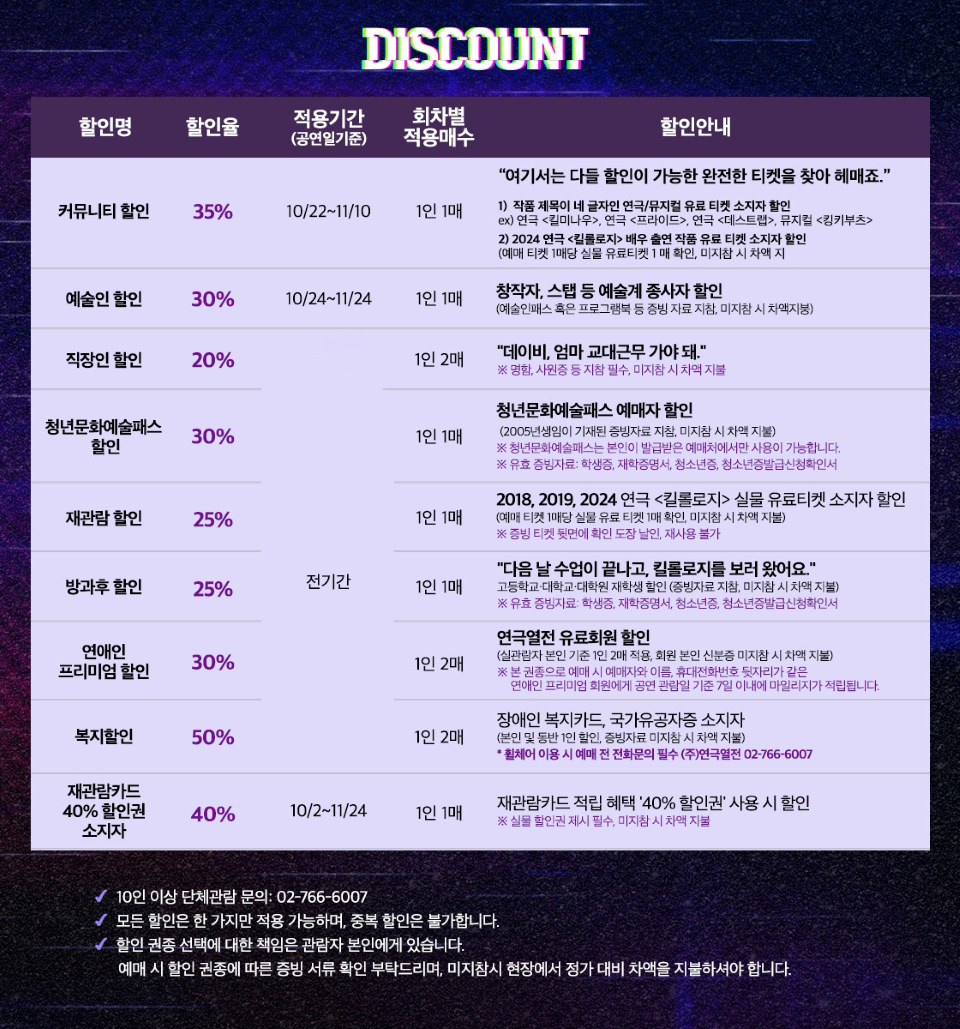 DISCOUNT
할인명
할인율
적용기간
(공연일기준)
회차별
적용매수
할인안내
커뮤니티 할인
35%
10/22~11/10
1인 1매
“여기서는 다들 할인이 가능한 완전한 티켓을 찾아 헤매죠.”
1) 작품 제목이 네 글자인 연극/뮤지컬 유료 티켓 소지자 할인
ex) 연극 <킬미나우>, 연극 <프라이드>, 연극 <데스트랩>, 뮤지컬 <킹키부츠>
2) 2024 연극 <킬롤로지> 배우 출연 작품 유료 티켓 소지자 할인
(예매 티켓 1매당 실물 유료티켓 1 매 확인, 미지참 시 차액 지
예술인 할인
30%
10/24~11/24
1인 1매
창작자, 스탭 등 예술계 종사자 할인
(예술인패스 혹은 프로그램북 등 증빙 자료 지참, 미지참 시 차액지붕)
직장인 할인
20%
1인 2매
"데이비, 엄마 교대근무 가야 돼."
※ 명함, 사원증 등 지참 필수, 미지참 시 차액 지불
청년문화예술패스
할인
30%
1인 1매
청년문화예술패스 예매자 할인
(2005년생임이 기재된 증빙자료 지참, 미지참 시 차액 지불)
※ 청년문화예술패스는 본인이 발급받은 예매처에서만 사용이 가능합니다.
※ 유효 증빙자료: 학생증, 재학증명서, 청소년증, 청소년증발급신청확인서
재관람 할인
25%
1인 1매
2018, 2019, 2024 연극 <킬롤로지> 실물 유료티켓 소지자 할인
(예매 티켓 1매당 실물 유료 티켓 1매 확인, 미지참 시 차액 지불)
※ 증빙 티켓 뒷면에 확인 도장 날인, 재사용 불가
방과후 할인
25%
전기간
1인 1매
"다음 날 수업이 끝나고, 킬롤로지를 보러 왔어요."
고등학교·대학교·대학원 재학생 할인 (증빙자료 지참, 미지참 시 차액 지불)
※ 유효 증빙자료: 학생증, 재학증명서, 청소년증, 청소년증발급신청확인서
연애인
프리미엄 할인
30%
1인 2매
연극열전 유료회원 할인
(실관람자 본인 기준 1인 2매 적용, 회원 본인 신분증 미지참 시 차액 지불)
※ 본 권종으로 예매 시 예매자와 이름, 휴대전화번호 뒷자리가 같은
연애인 프리미엄 회원에게 공연 관람일 기준 7일 이내에 마일리지가 적립됩니다.
복지할인
50%
1인 2매
장애인 복지카드, 국가유공자증 소지자
(본인 및 동반 1인 할인, 증빙자료 미지참 시 차액 지불)
* 휠체어 이용 시 예매 전 전화문의 필수 (주)연극열전 02-766-6007
재관람카드
40% 할인권
소지자
40%
10/2~11/24
1인 1매
재관람카드 적립 혜택 '40% 할인권' 사용 시 할인
※ 실물 할인권 제시 필수, 미지참 시 차액 지불
✓ 10인 이상 단체관람 문의: 02-766-6007
✓ 모든 할인은 한 가지만 적용 가능하며, 중복 할인은 불가합니다.
✓ 할인 권종 선택에 대한 책임은 관람자 본인에게 있습니다.
예매 시 할인 권종에 따른 증빙 서류 확인 부탁드리며, 미지참시 현장에서 정가 대비 차액을 지불하셔야 합니다.